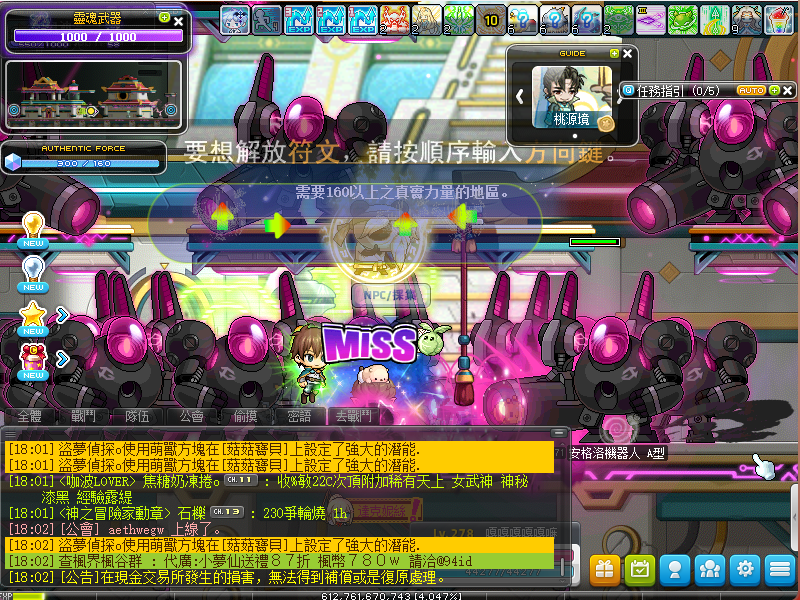 靈魂武器
1000 / 1000
10
EXP
EXP
EXP
GUIDE
桃源境
任務指引 (0/5)
AUTO
AUTHENTIC FORCE
300 / 160
要想解放符文，請按順序輸入方向鍵。
需要160以上之真實力量的地區。
NEW
NEW
NEW
NEW
NPC/採集
MISS
全體
戰鬥
隊伍
公會
偷摸
密語
去戰鬥
[18:01] 盜夢偵探。使用萌獸方塊在[菇菇寶貝]上設定了強大的潛能.
[18:01] 盜夢偵探。使用萌獸方塊在[菇菇寶貝]上設定了強大的潛能.
[18:01] <咖波LOVER> 焦糖奶凍捲。 CH.11 : 收%敏22C次頂附加稀有天上 女武神 神秘
漆黑 經驗露緹
[18:01] <神之冒險家勳章> 石櫟 CH.13 : 230爭輪燒 1h
[18:02] [公會] aethwegw 上線了。
[18:02] 盜夢偵探。使用萌獸方塊在[菇菇寶貝]上設定了強大的潛能.
[18:02] 查楓界楓谷群 : 代廣:小夢仙送禮８７折 楓幣７８０ｗ 請洽@94id
[18:02] [公告]在現金交易所發生的損害，無法得到補償或是復原處理。
安格洛機器人 A型
Lv.278
EXP
612,761,670,743 [4.047%]